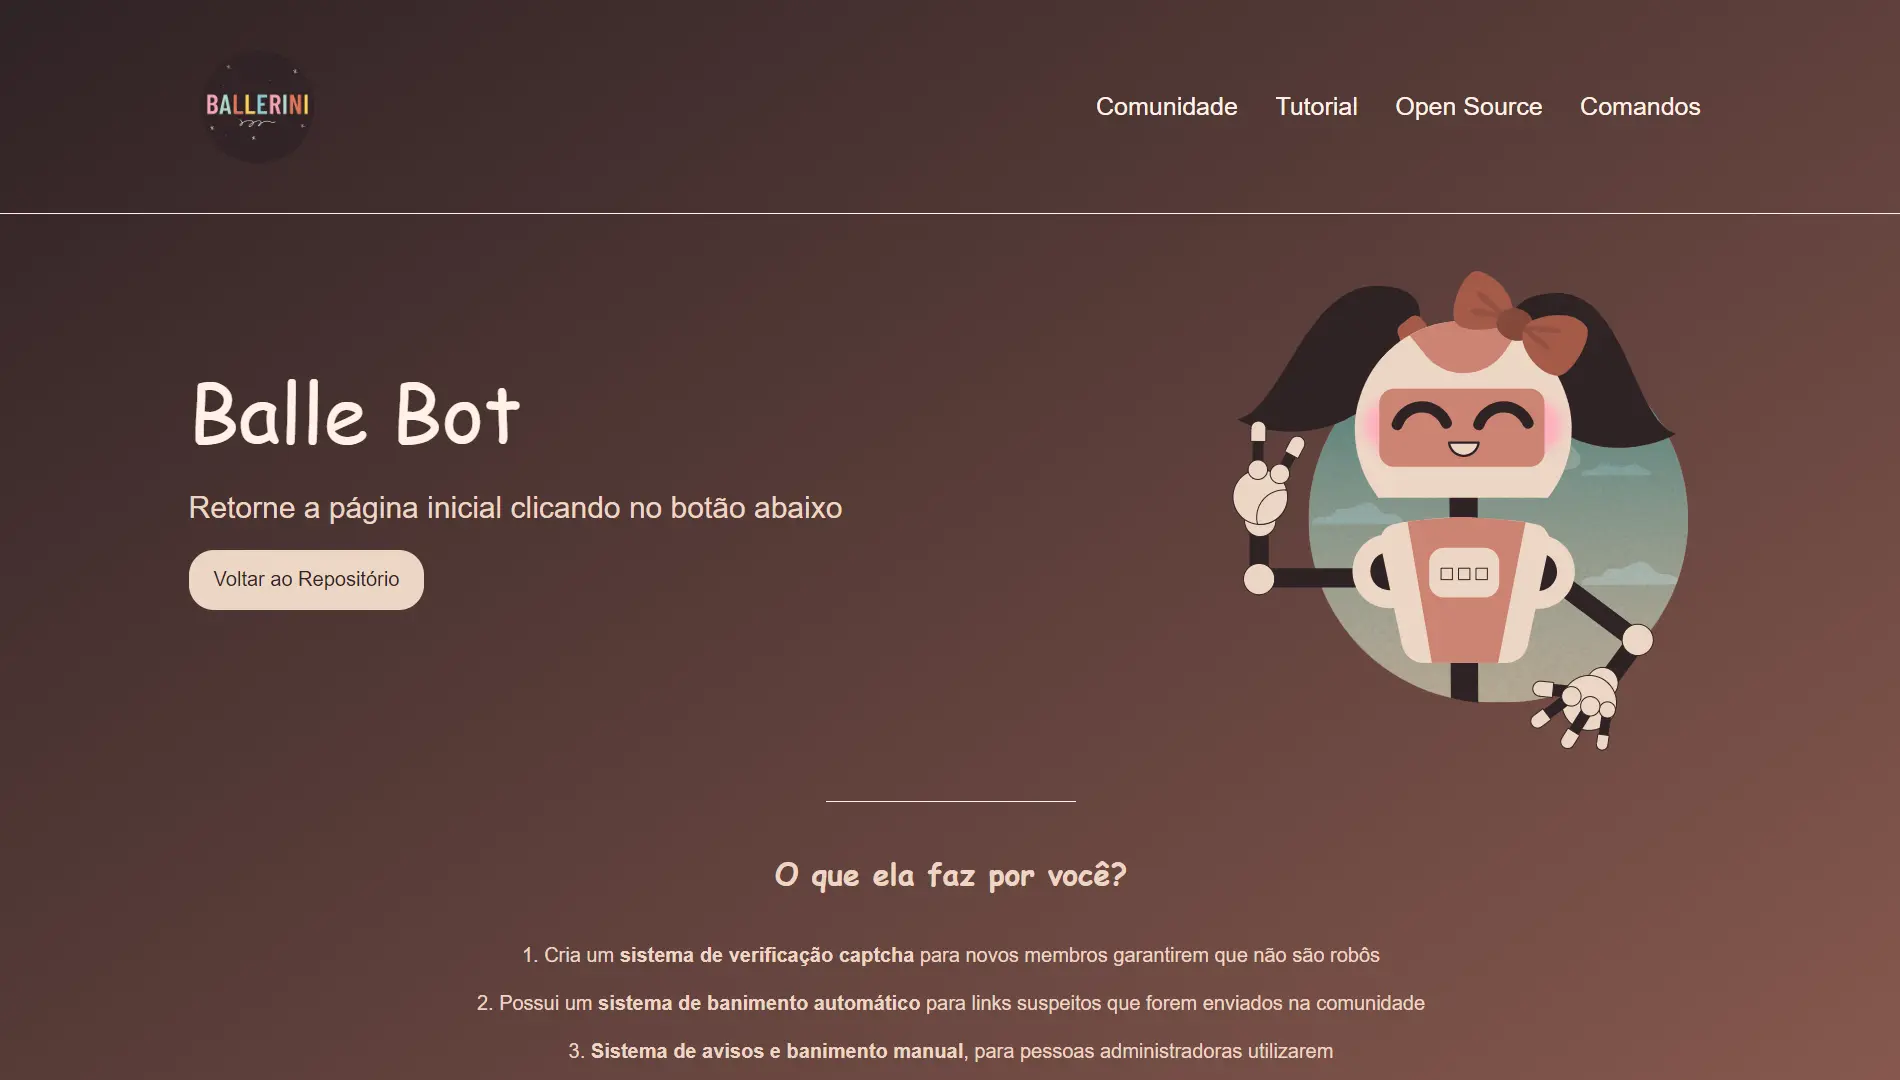 BALLERINI
Comunidade Tutorial Open Source Comandos
Balle Bot
Retorne a página inicial clicando no botão abaixo
Voltar ao Repositório
O que ela faz por você?
1. Cria um sistema de verificação captcha para novos membros garantirem que não são robôs
2. Possui um sistema de banimento automático para links suspeitos que forem enviados na comunidade
3. Sistema de avisos e banimento manual, para pessoas administradoras utilizarem